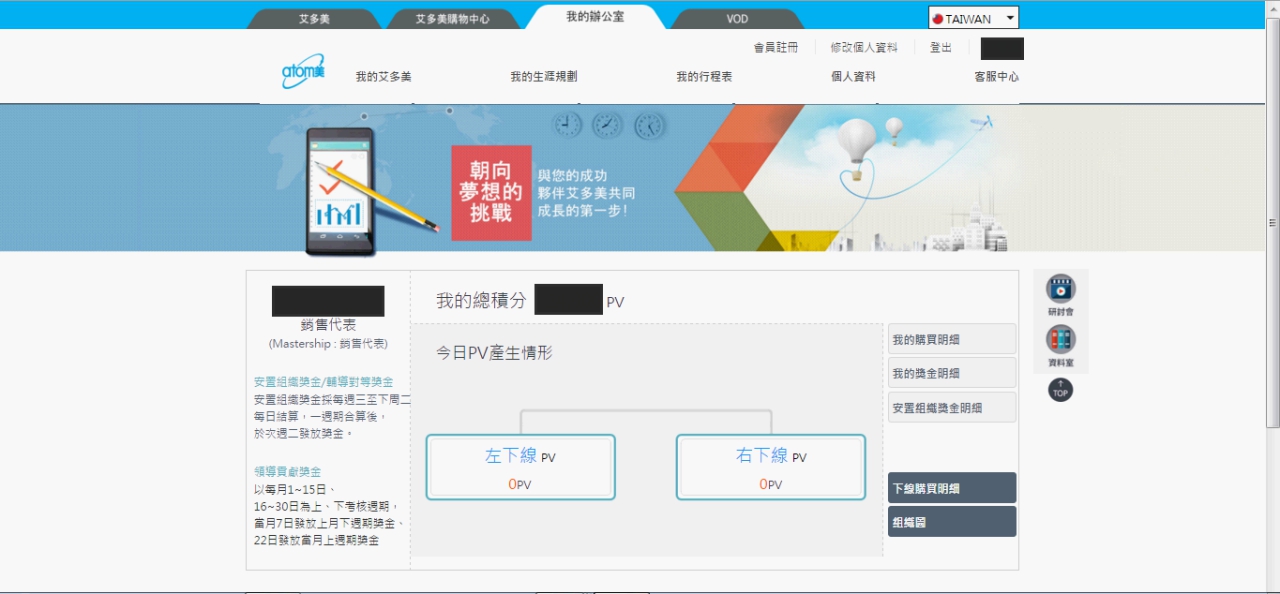 艾多美
艾多美購物中心
我的辦公室
VOD
TAIWAN
會員註冊
修改個人資料
登出
atom美
我的艾多美
我的生涯規劃
我的行程表
個人資料
客服中心
朝向
夢想的
挑戰
與您的成功
夥伴艾多美共同
成長的第一步!
銷售代表
(Mastership : 銷售代表)
安置組織獎金/輔導對等獎金
安置組織獎金採每週三至下周二
每日結算，一週期合算後，
於次週二發放獎金。
領導貢獻獎金
以每月1~15日、
16~30日為上、下考核週期，
當月7日發放上月下週期獎金、
22日發放當月上週期獎金
我的總積分 PV
今日PV產生情形
左下線 PV
0PV
右下線 PV
0PV
我的購買明細
我的獎金明細
安置組織獎金明細
下線購買明細
組織圖
研討會
資料室
TOP